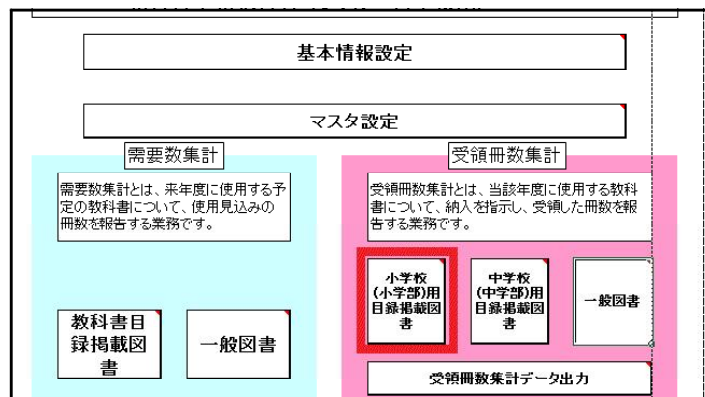 基本情報設定
マスタ設定
需要数集計
需要数集計とは、来年度に使用する予
定の教科書について、使用見込みの
冊数を報告する業務です。
教科書目
録掲載図
書
一般図書
受領冊数集計
受領冊数集計とは、当該年度に使用する教科
書について、納入を指示し、受領した冊数を報
告する業務です。
小学校
(小学部)用
目録掲載図
書
中学校
(中学部)用
目録掲載図
書
一般図書
受領冊数集計データ出力